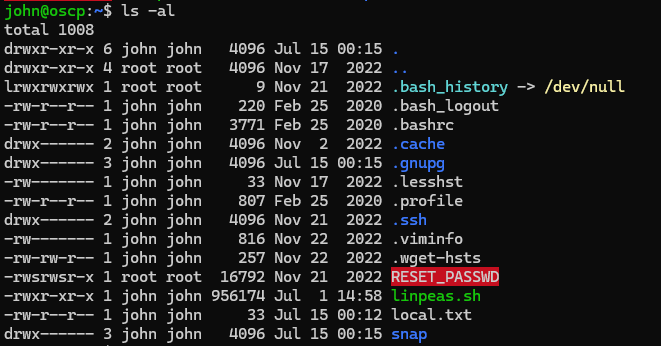 john@oscp:~$ ls -al
total 1008
drwxr-xr-x 6 john john   4096 Jul 15 00:15 .
drwxr-xr-x 4 root root   4096 Nov 17  2022 ..
lrwxrwxrwx 1 root root      9 Nov 21  2022 .bash_history -> /dev/null
-rw-r--r-- 1 john john    220 Feb 25  2020 .bash_logout
-rw-r--r-- 1 john john   3771 Feb 25  2020 .bashrc
drwx------ 2 john john   4096 Nov  2  2022 .cache
drwx------ 3 john john   4096 Jul 15 00:15 .gnupg
-rw------- 1 john john     33 Nov 17  2022 .lesshst
-rw-r--r-- 1 john john    807 Feb 25  2020 .profile
drwx------ 2 john john   4096 Nov 21  2022 .ssh
-rw------- 1 john john    816 Nov 22  2022 .viminfo
-rw-rw-r-- 1 john john    257 Nov 22  2022 .wget-hsts
-rwsrwsr-x 1 root root  16792 Nov 21  2022 RESET_PASSWD
-rwxr-xr-x 1 john john 956174 Jul  1 14:58 linpeas.sh
-rw-r--r-- 1 john john     33 Jul 15 00:12 local.txt
drwx------ 3 john john   4096 Jul 15 00:15 snap